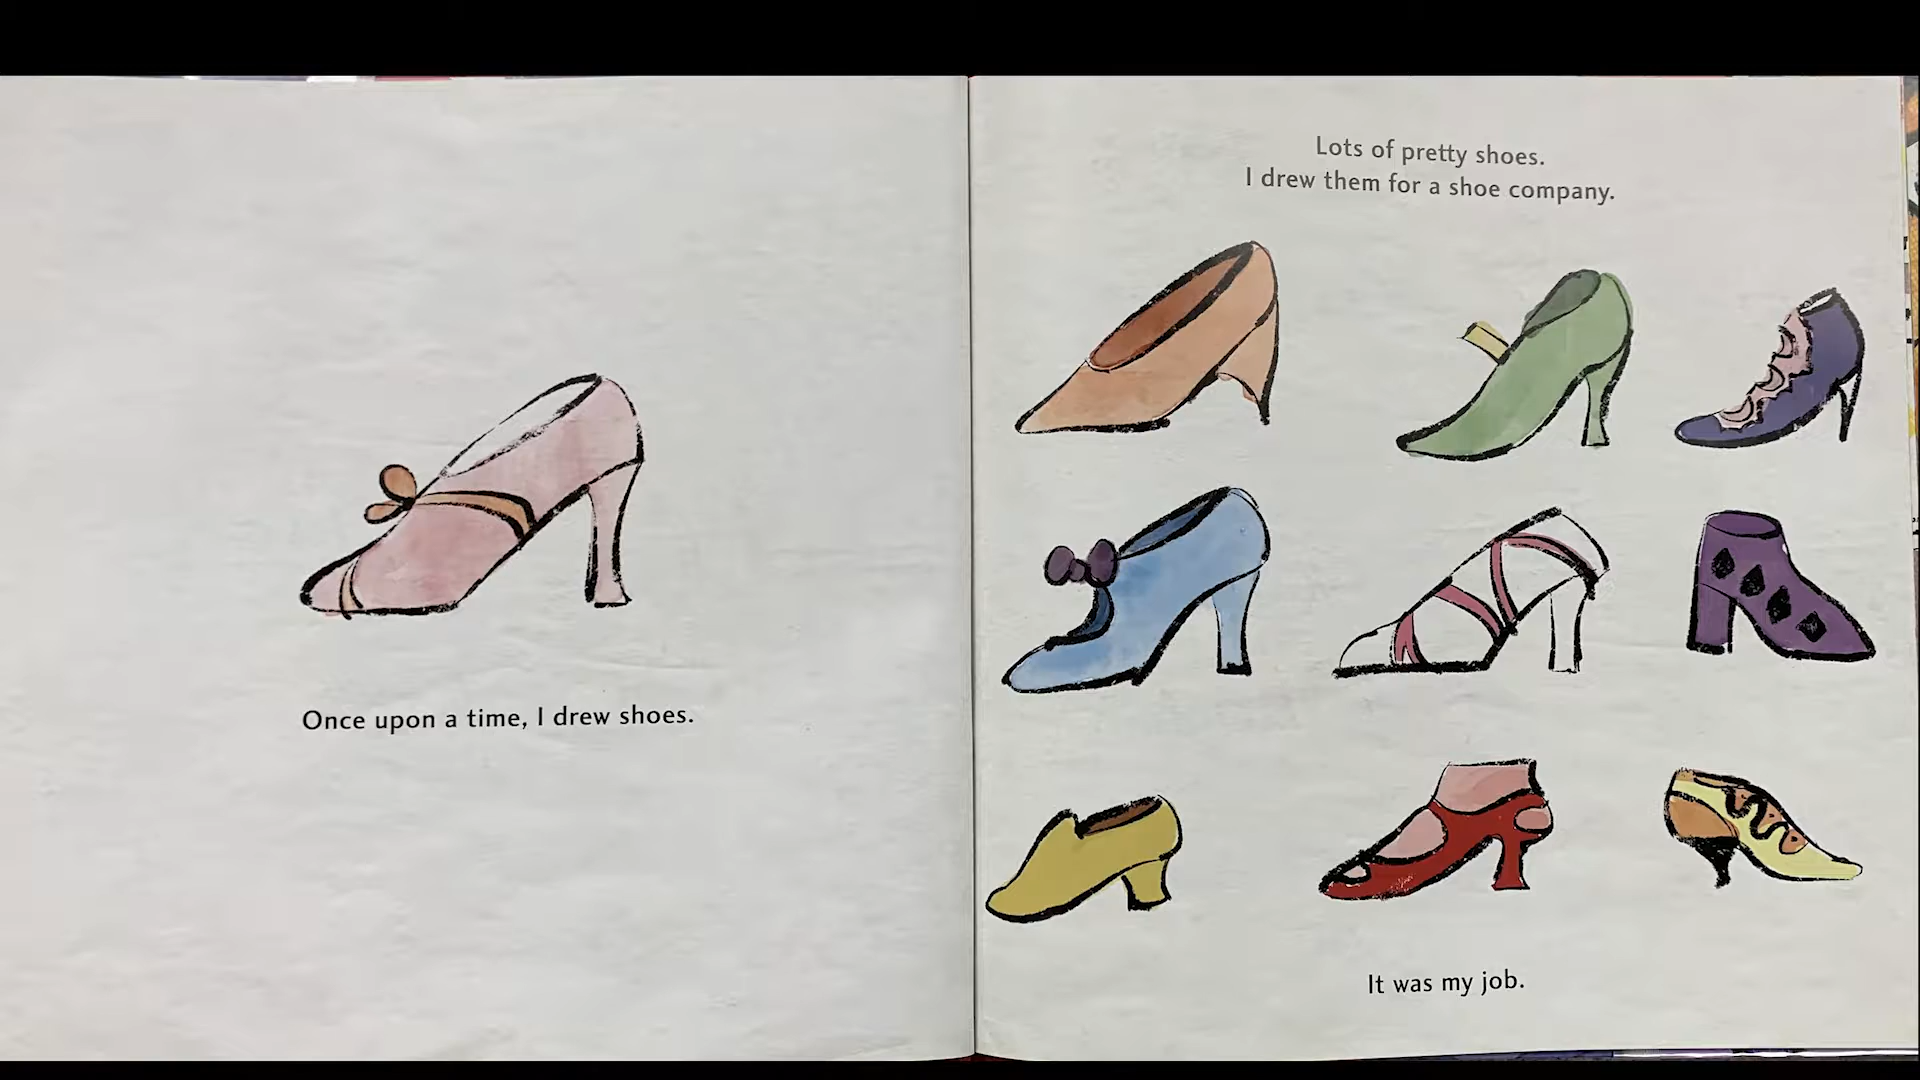 Once upon a time, I drew shoes.
Lots of pretty shoes.
I drew them for a shoe company.
It was my job.